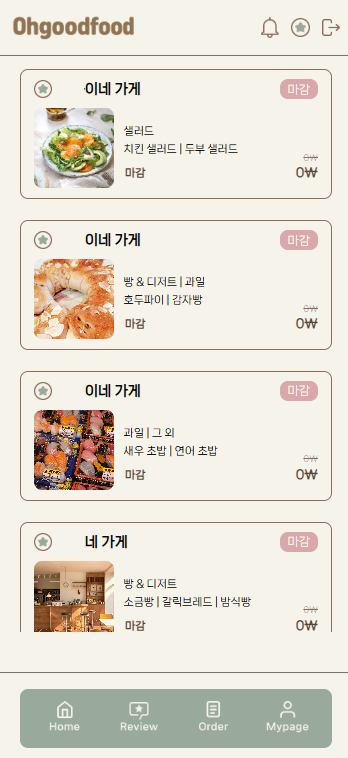 Ohgoodfood
이네 가게
마감
샐러드
치킨 샐러드 | 두부 샐러드
마감
0₩
0₩
이네 가게
마감
빵 & 디저트 | 과일
호두파이 | 감자빵
마감
0₩
0₩
이네 가게
마감
과일 | 그 외
새우 초밥 | 연어 초밥
마감
0₩
0₩
네 가게
마감
빵 & 디저트
소금빵 | 갈릭브레드 | 밤식빵
마감
0₩
0₩
Home
Review
Order
Mypage